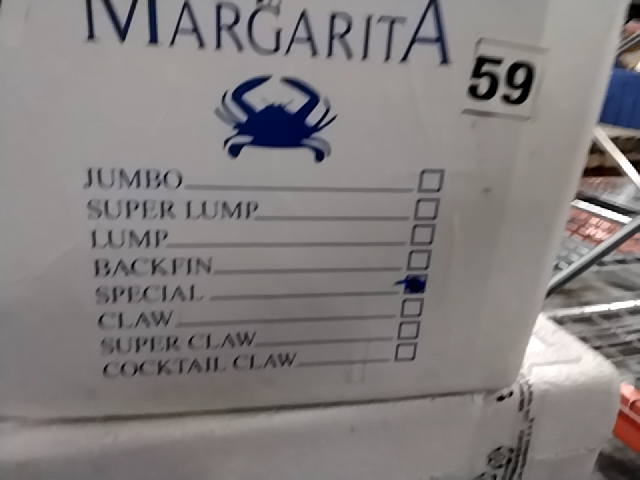 MARGARITA
59
JUMBO
SUPER LUMP
LUMP
BACKFIN
SPECIAL
CLAW
SUPER CLAW
COCKTAIL CLAW